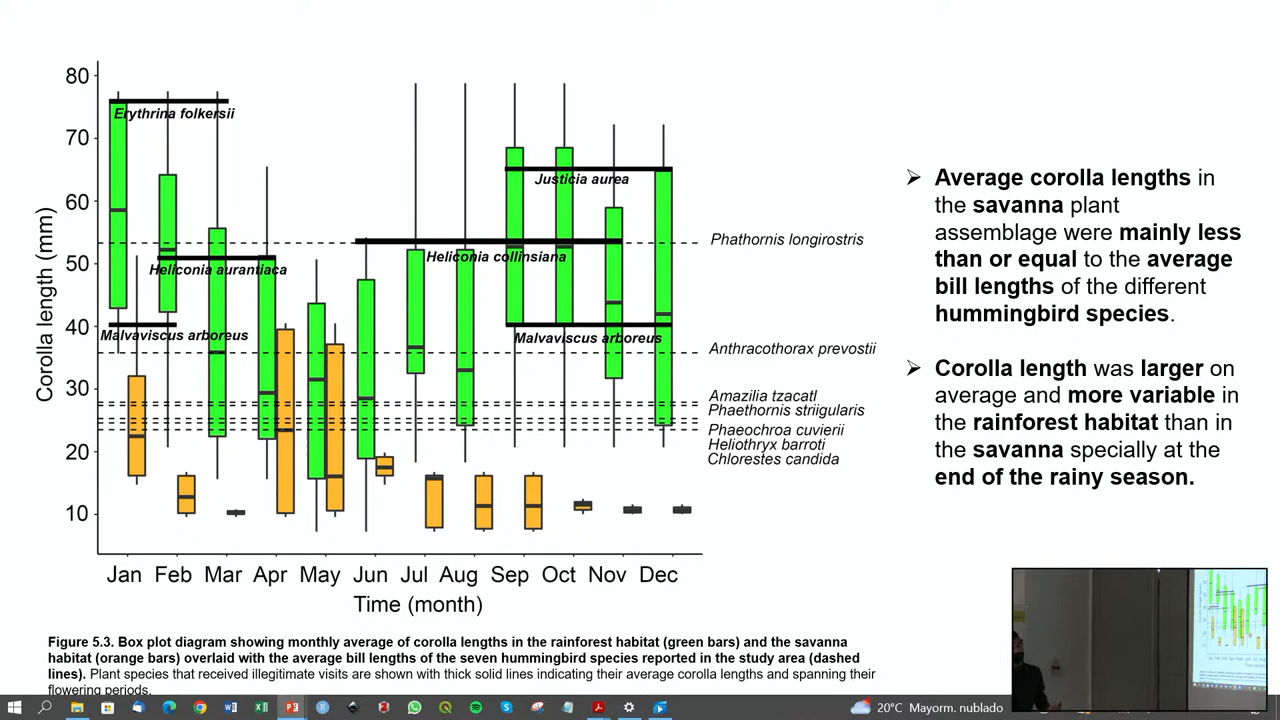 80
70
60
50
40
30
20
10
Corolla length (mm)
Erythrina folkersii
Justicia aurea
Phathornis longirostris
Heliconia collinsiana
Heliconia aurantiaca
Malvaviscus arboreus
Malvaviscus arboreus
Anthracothorax prevostii
Amazilia tzacatl
Phaethornis striigularis
Phaeochroa cuvierii
Heliothryx barroti
Chlorestes candida
Jan Feb Mar Apr May Jun Jul Aug Sep Oct Nov Dec
Time (month)
➢ Average corolla lengths in
the savanna plant
assemblage were mainly less
than or equal to the average
bill lengths of the different
hummingbird species.
➢ Corolla length was larger on
average and more variable in
the rainforest habitat than in
the savanna specially at the
end of the rainy season.
Figure 5.3. Box plot diagram showing monthly average of corolla lengths in the rainforest habitat (green bars) and the savanna
habitat (orange bars) overlaid with the average bill lengths of the seven hummingbird species reported in the study area (dashed
lines). Plant species that received illegitimate visits are shown with thick solid lines indicating their average corolla lengths and spanning their
flowering periods.
20°C Mayorm. nublado